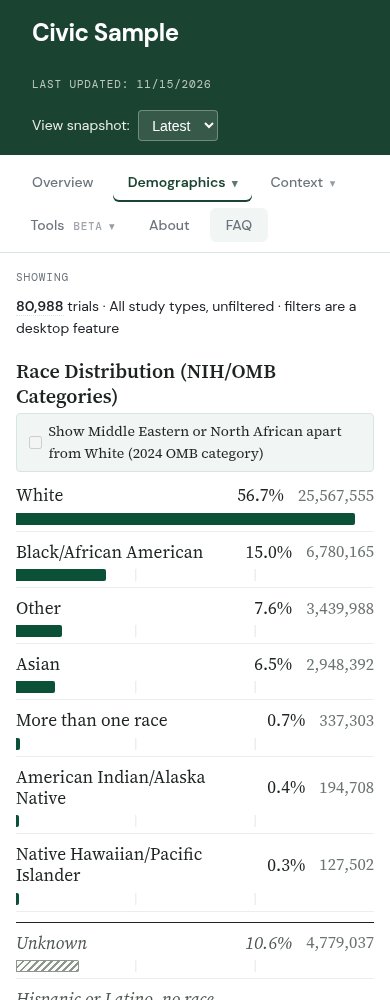 Civic Sample
LAST UPDATED: 11/15/2026
View snapshot: Latest
Overview Demographics ▾ Context ▾
Tools BETA ▾ About FAQ
SHOWING
80,988 trials · All study types, unfiltered · filters are a
desktop feature
Race Distribution (NIH/OMB
Categories)
Show Middle Eastern or North African apart
from White (2024 OMB category)
White 56.7% 25,567,555
Black/African American 15.0% 6,780,165
Other 7.6% 3,439,988
Asian 6.5% 2,948,392
More than one race 0.7% 337,303
American Indian/Alaska
Native 0.4% 194,708
Native Hawaiian/Pacific
Islander 0.3% 127,502
Unknown 10.6% 4,779,037
Hispanic or Latino, no race